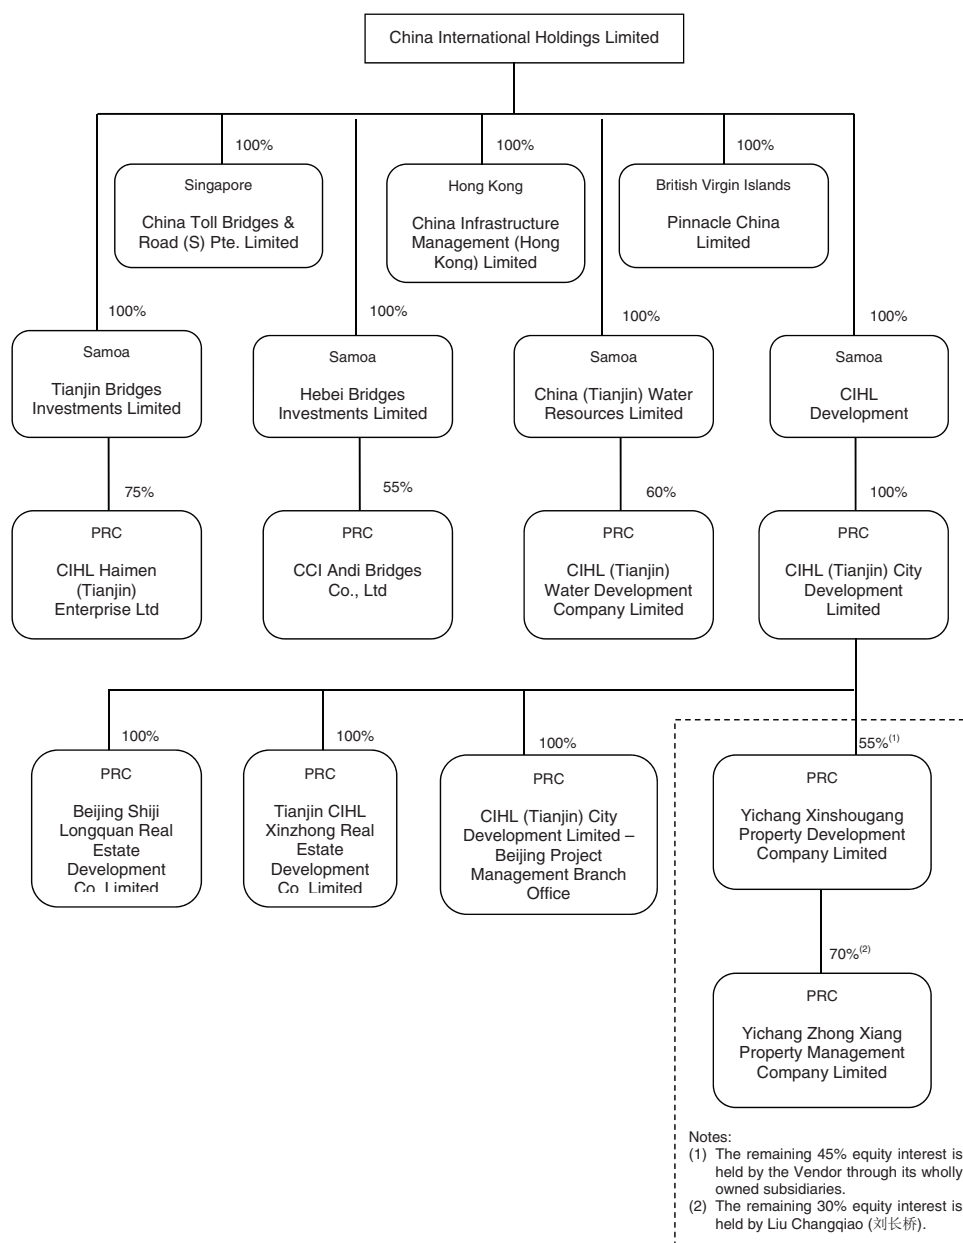 China International Holdings Limited
100%
100%
100%
Singapore
China Toll Bridges &
Road (S) Pte. Limited
Hong Kong
China Infrastructure
Management (Hong
Kong) Limited
British Virgin Islands
Pinnacle China
Limited
100%
100%
100%
100%
Samoa
Tianjin Bridges
Investments Limited
Samoa
Hebei Bridges
Investments Limited
Samoa
China (Tianjin) Water
Resources Limited
Samoa
CIHL
Development
75%
55%
60%
100%
PRC
CIHL Haimen
(Tianjin)
Enterprise Ltd
PRC
CCI Andi Bridges
Co., Ltd
PRC
CIHL (Tianjin)
Water Development
Company Limited
PRC
CIHL (Tianjin) City
Development
Limited
100%
100%
100%
55%(1)
PRC
Beijing Shiji
Longquan Real
Estate
Development
Co. Limited
PRC
Tianjin CIHL
Xinzhong Real
Estate
Development
Co. Limited
PRC
CIHL (Tianjin) City
Development Limited –
Beijing Project
Management Branch
Office
PRC
Yichang Xinshougang
Property Development
Company Limited
70%(2)
PRC
Yichang Zhong Xiang
Property Management
Company Limited
Notes:
(1) The remaining 45% equity interest is
held by the Vendor through its wholly
owned subsidiaries.
(2) The remaining 30% equity interest is
held by Liu Changqiao (刘长桥).